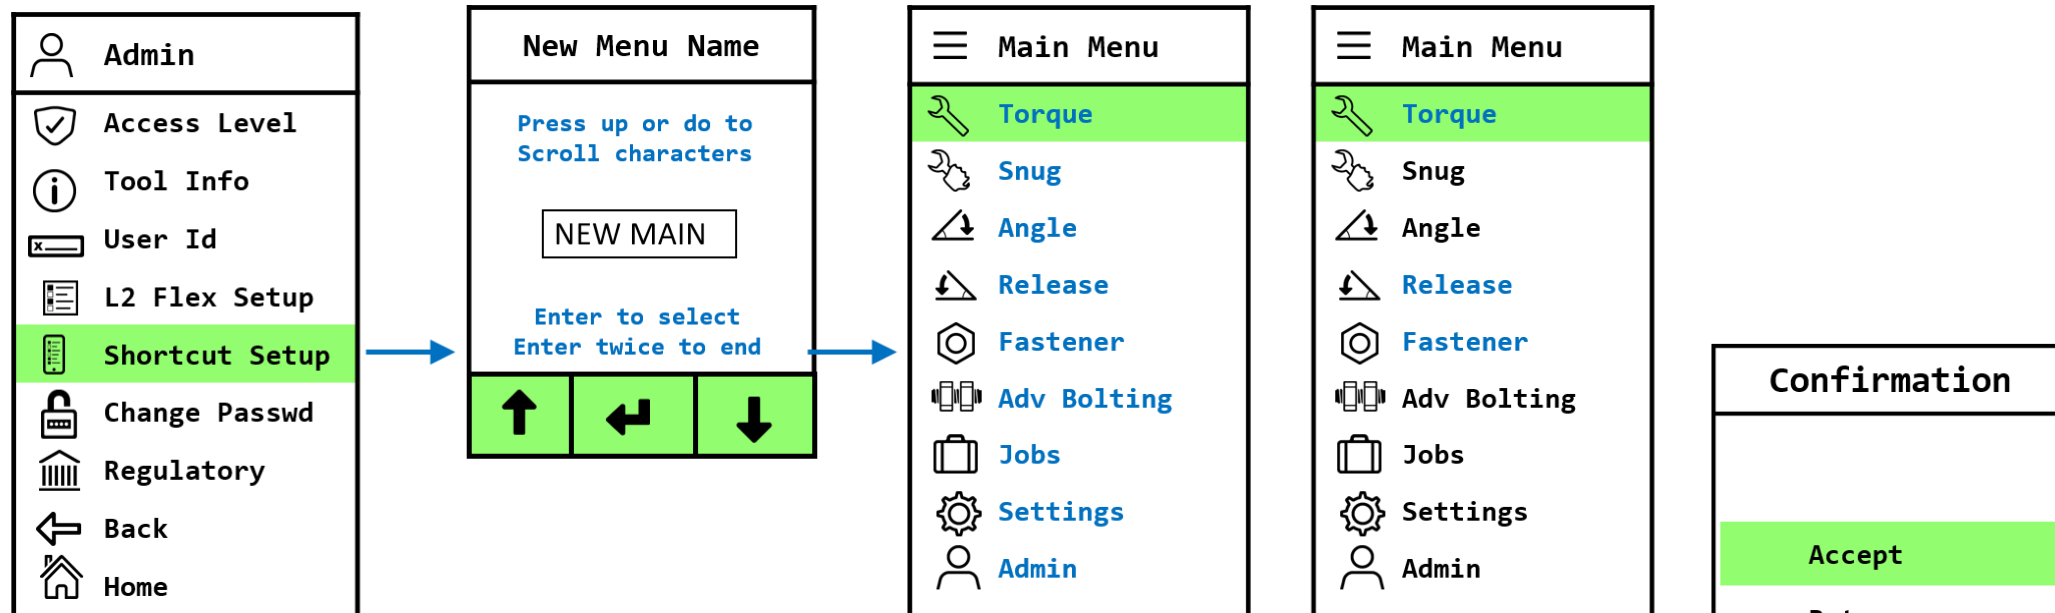 Admin
Access Level
Tool Info
User Id
L2 Flex Setup
Shortcut Setup
Change Passwd
Regulatory
Back
Home
New Menu Name
Press up or do to
Scroll characters
NEW MAIN
Enter to select
Enter twice to end
Main Menu
Torque
Snug
Angle
Release
Fastener
Adv Bolting
Jobs
Settings
Admin
Main Menu
Torque
Snug
Angle
Release
Fastener
Adv Bolting
Jobs
Settings
Admin
Confirmation
Accept